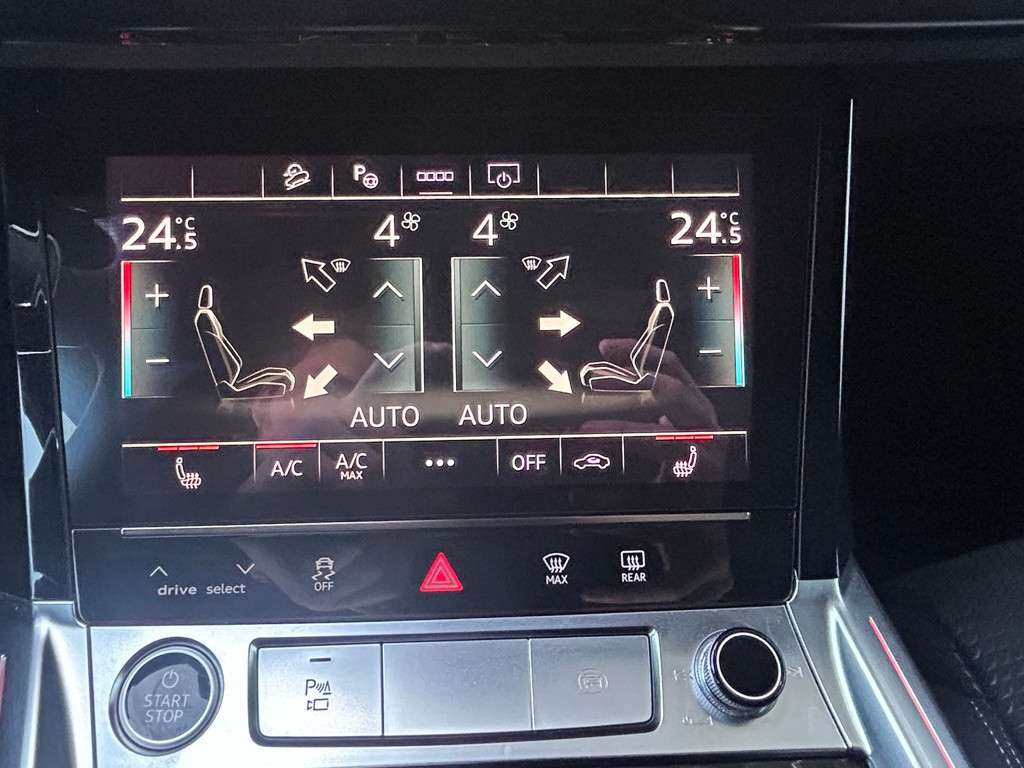 P
24.5 °C 4 4 24.5 °C
+ +
− −
AUTO AUTO
A/C A/C MAX ••• OFF
drive select OFF MAX REAR
START
STOP
P